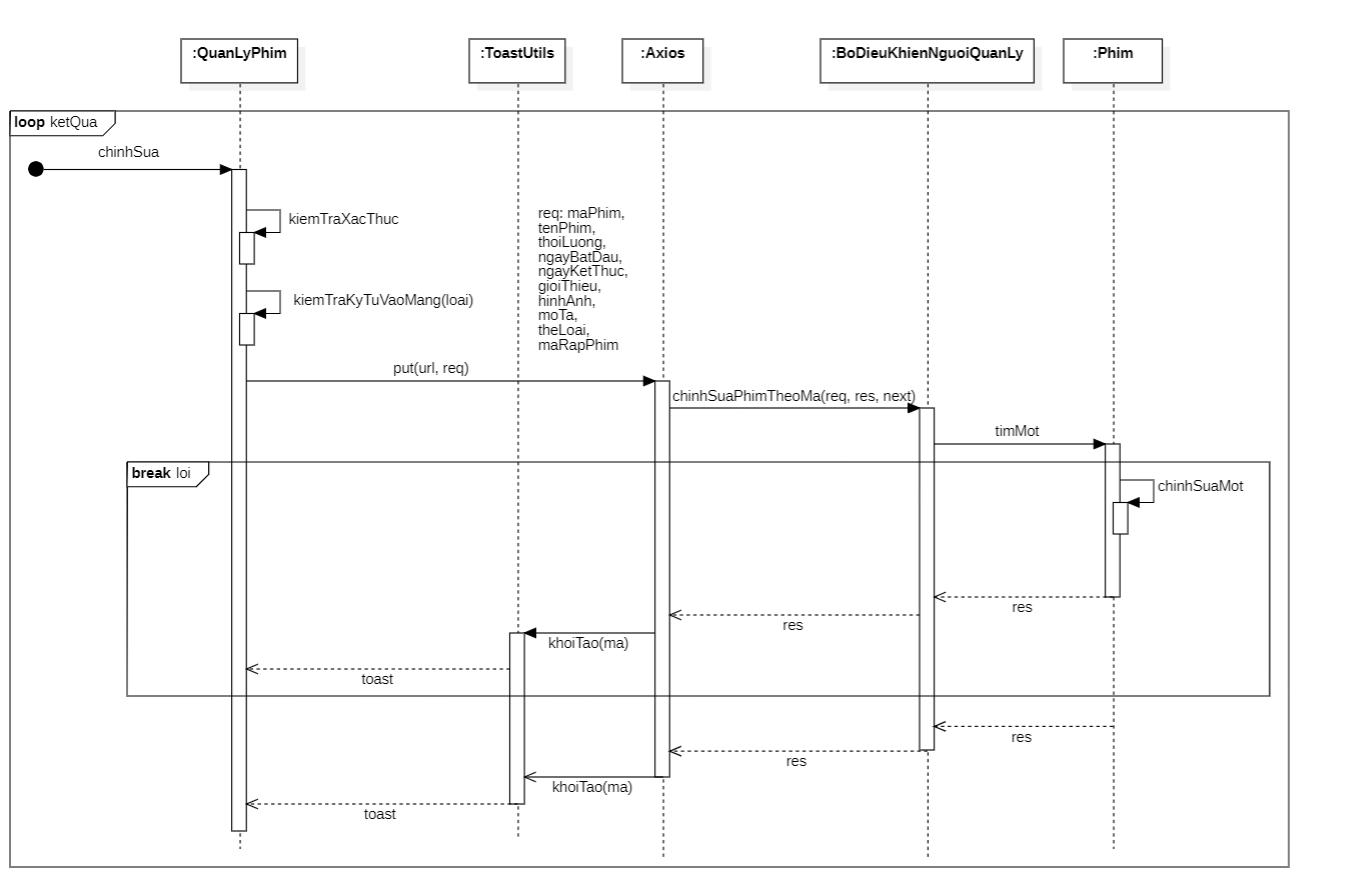 :QuanLyPhim
:ToastUtils
:Axios
:BoDieuKhienNguoiQuanLy
:Phim
loop ketQua
chinhSua
kiemTraXacThuc
req: maPhim,
tenPhim,
thoiLuong,
ngayBatDau,
ngayKetThuc,
gioiThieu,
hinhAnh,
moTa,
theLoai,
maRapPhim
kiemTraKyTuVaoMang(loai)
put(url, req)
chinhSuaPhimTheoMa(req, res, next)
timMot
break loi
chinhSuaMot
res
res
khoiTao(ma)
toast
res
res
khoiTao(ma)
toast